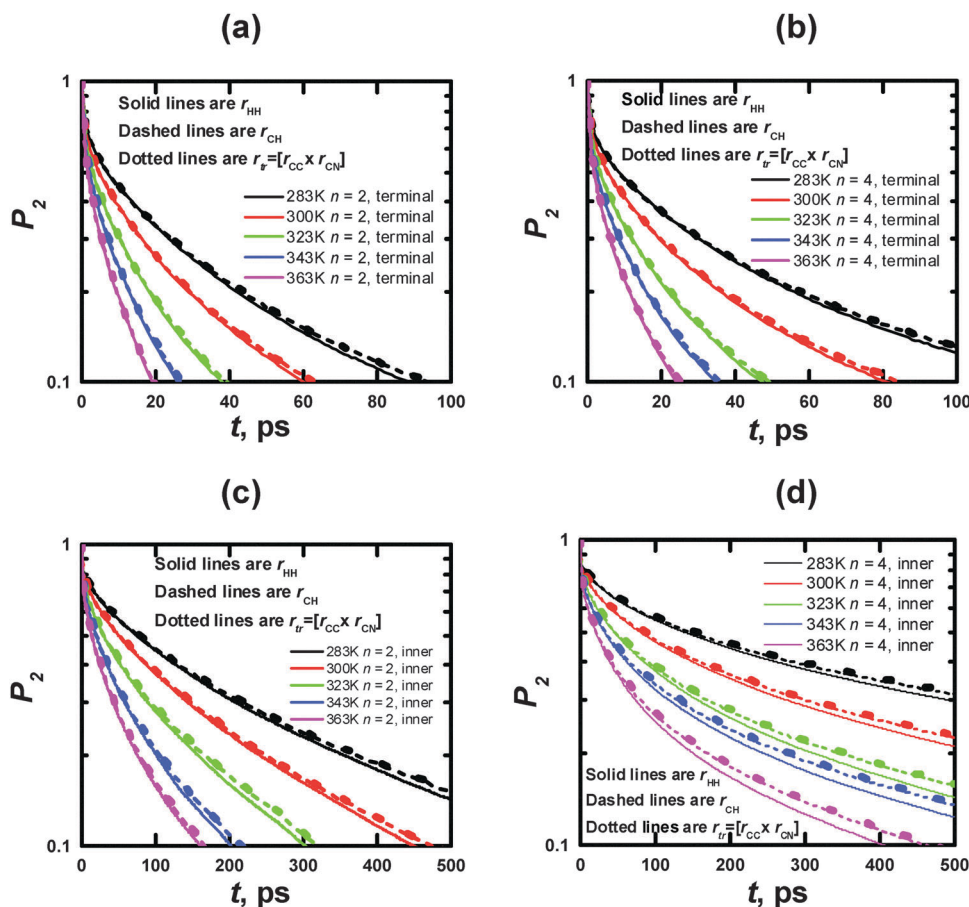 (a)
P2
1
0.1
Solid lines are rHH
Dashed lines are rCH
Dotted lines are rtr=[rCC x rCN]
283K n = 2, terminal
300K n = 2, terminal
323K n = 2, terminal
343K n = 2, terminal
363K n = 2, terminal
0 20 40 60 80 100
t, ps
(b)
P2
1
0.1
Solid lines are rHH
Dashed lines are rCH
Dotted lines are rtr=[rCC x rCN]
283K n = 4, terminal
300K n = 4, terminal
323K n = 4, terminal
343K n = 4, terminal
363K n = 4, terminal
0 20 40 60 80 100
t, ps
(c)
P2
1
0.1
Solid lines are rHH
Dashed lines are rCH
Dotted lines are rtr=[rCC x rCN]
283K n = 2, inner
300K n = 2, inner
323K n = 2, inner
343K n = 2, inner
363K n = 2, inner
0 100 200 300 400 500
t, ps
(d)
P2
1
0.1
283K n = 4, inner
300K n = 4, inner
323K n = 4, inner
343K n = 4, inner
363K n = 4, inner
Solid lines are rHH
Dashed lines are rCH
Dotted lines are rtr=[rCC x rCN]
0 100 200 300 400 500
t, ps